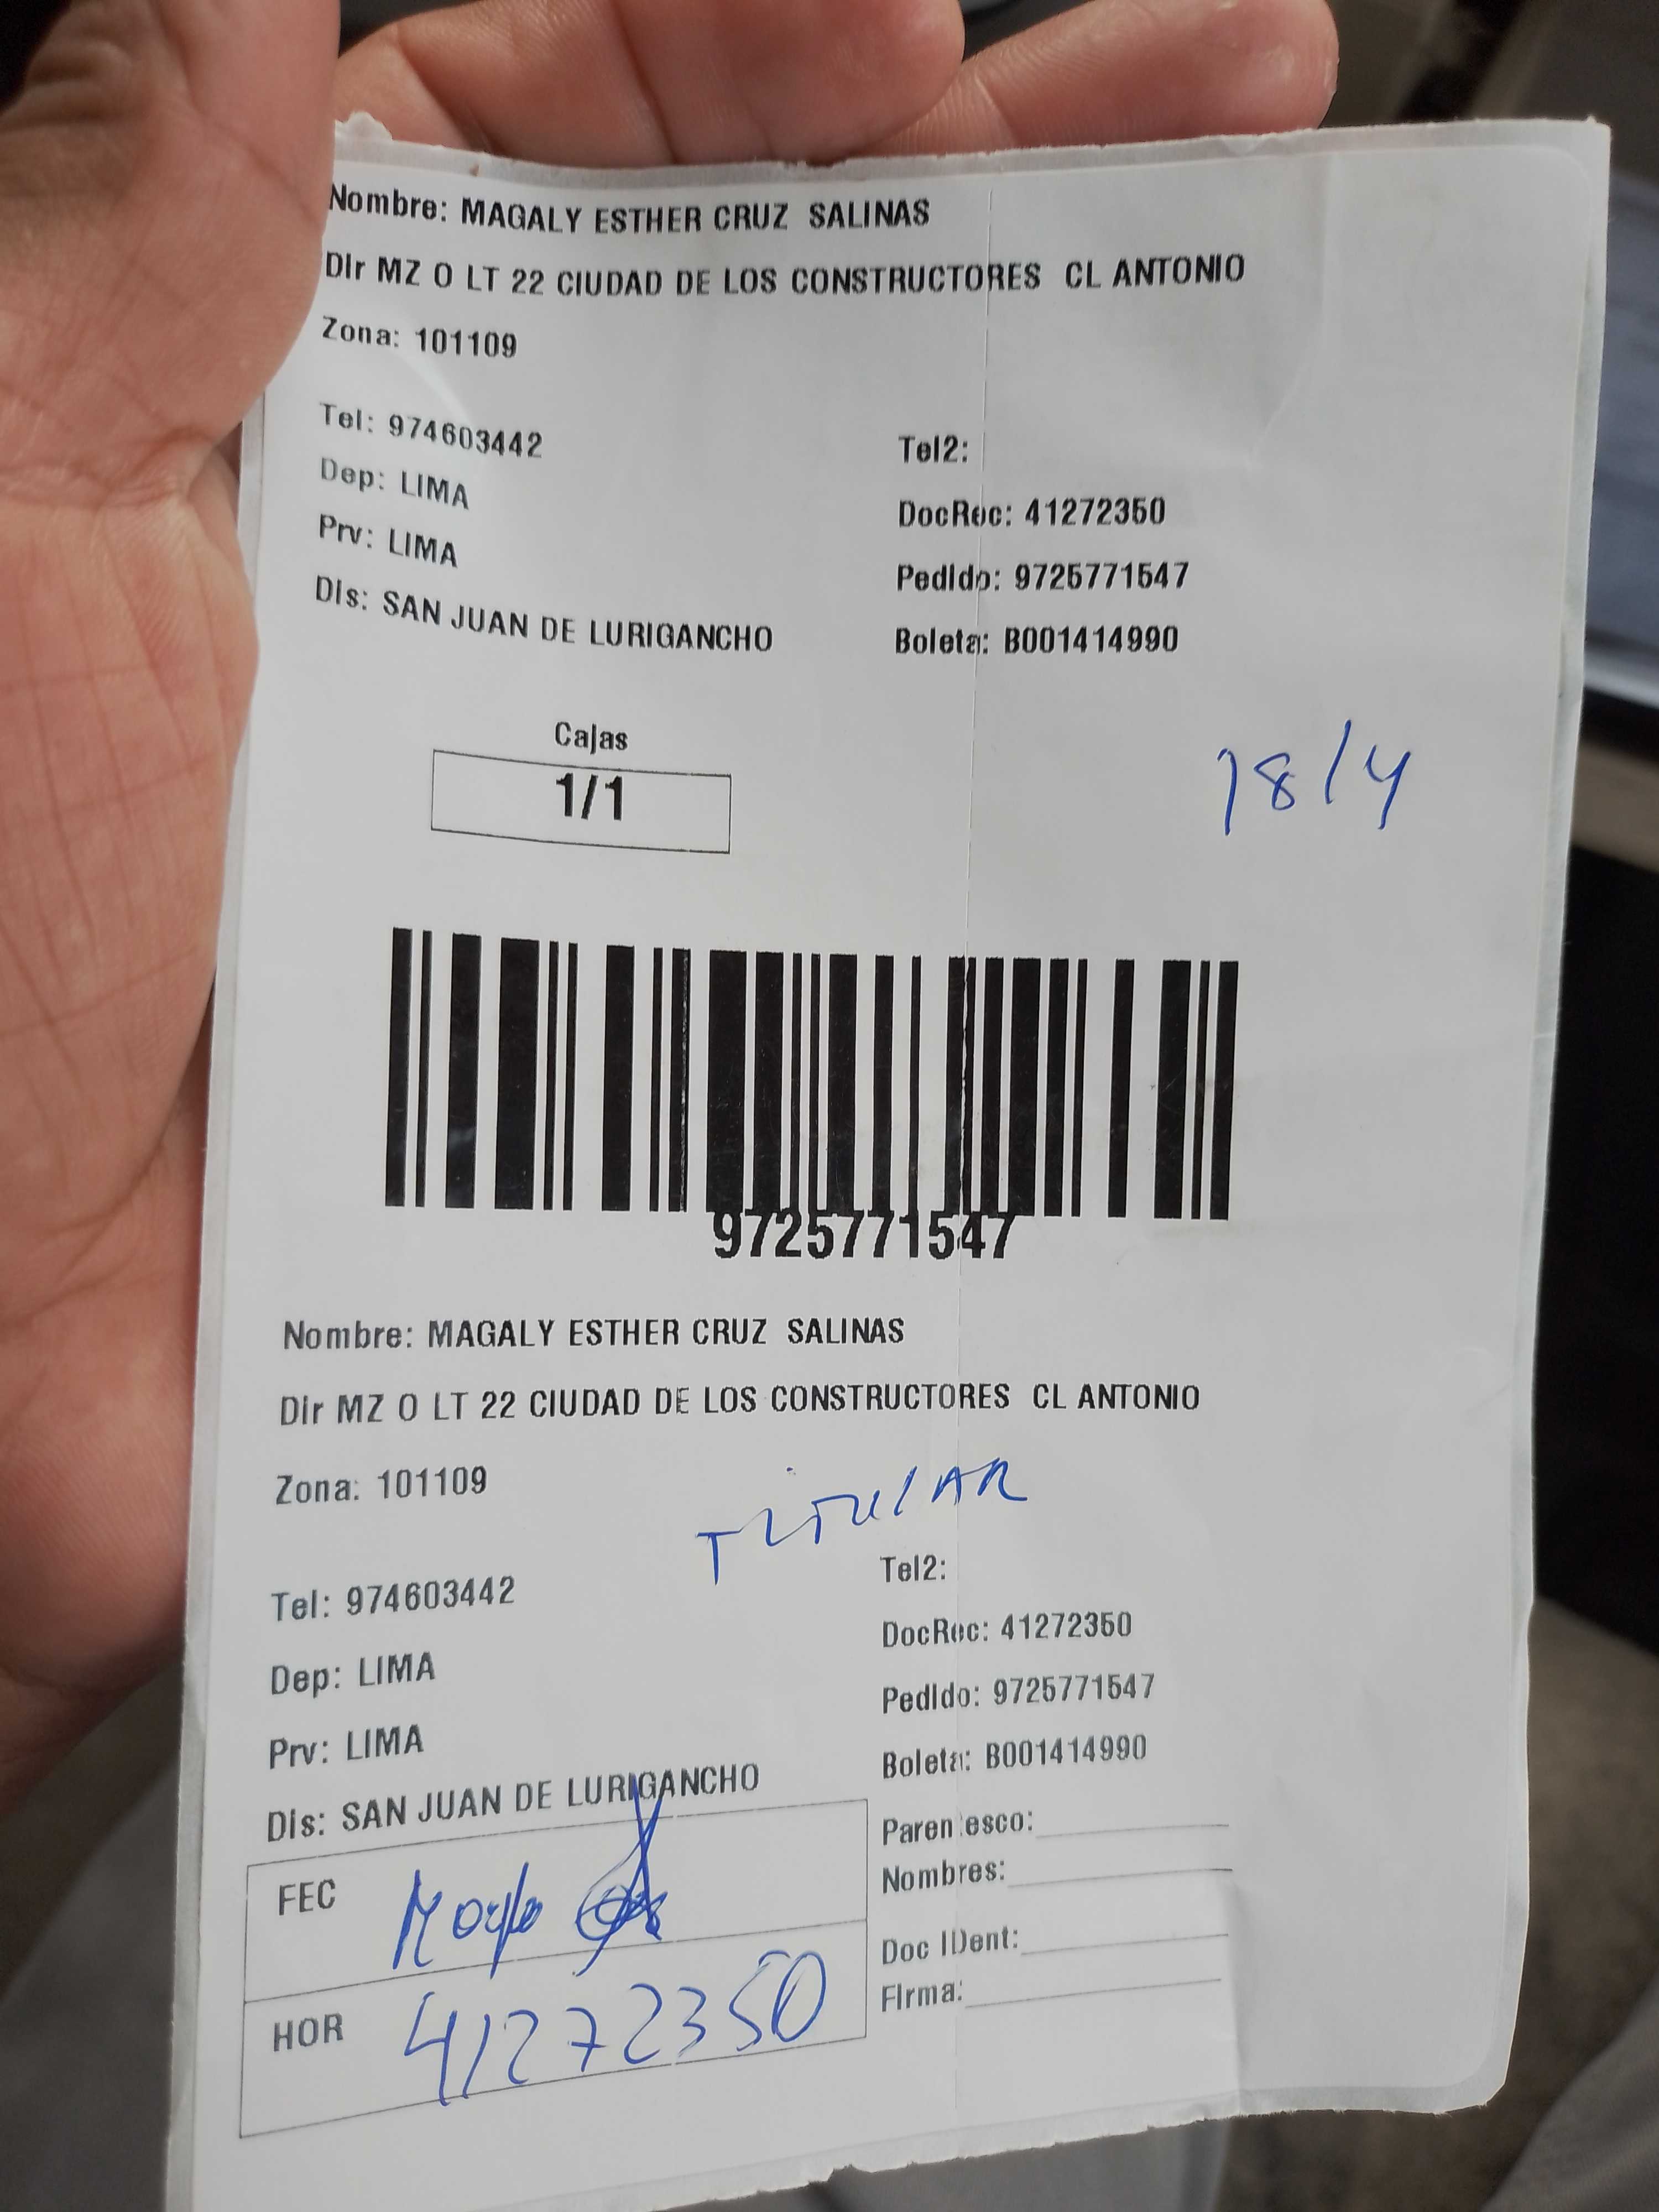 Nombre: MAGALY ESTHER CRUZ SALINAS
Dir MZ O LT 22 CIUDAD DE LOS CONSTRUCTORES CL ANTONIO
Zona: 101109
Tel: 974603442
Tel2:
Dep: LIMA
DocRec: 41272350
Prv: LIMA
Pedido: 9725771547
Dis: SAN JUAN DE LURIGANCHO
Boleta: B001414990
Cajas
1/1
18/4
9725771547
Nombre: MAGALY ESTHER CRUZ SALINAS
Dir MZ O LT 22 CIUDAD DE LOS CONSTRUCTORES CL ANTONIO
Zona: 101109
TITULAR
Tel: 974603442
Tel2:
DocRec: 41272350
Dep: LIMA
Pedido: 9725771547
Prv: LIMA
Boleta: B001414990
Dis: SAN JUAN DE LURIGANCHO
Parentesco:
Nombres:
FEC
Doc IDent:
Firma:
HOR 41272350